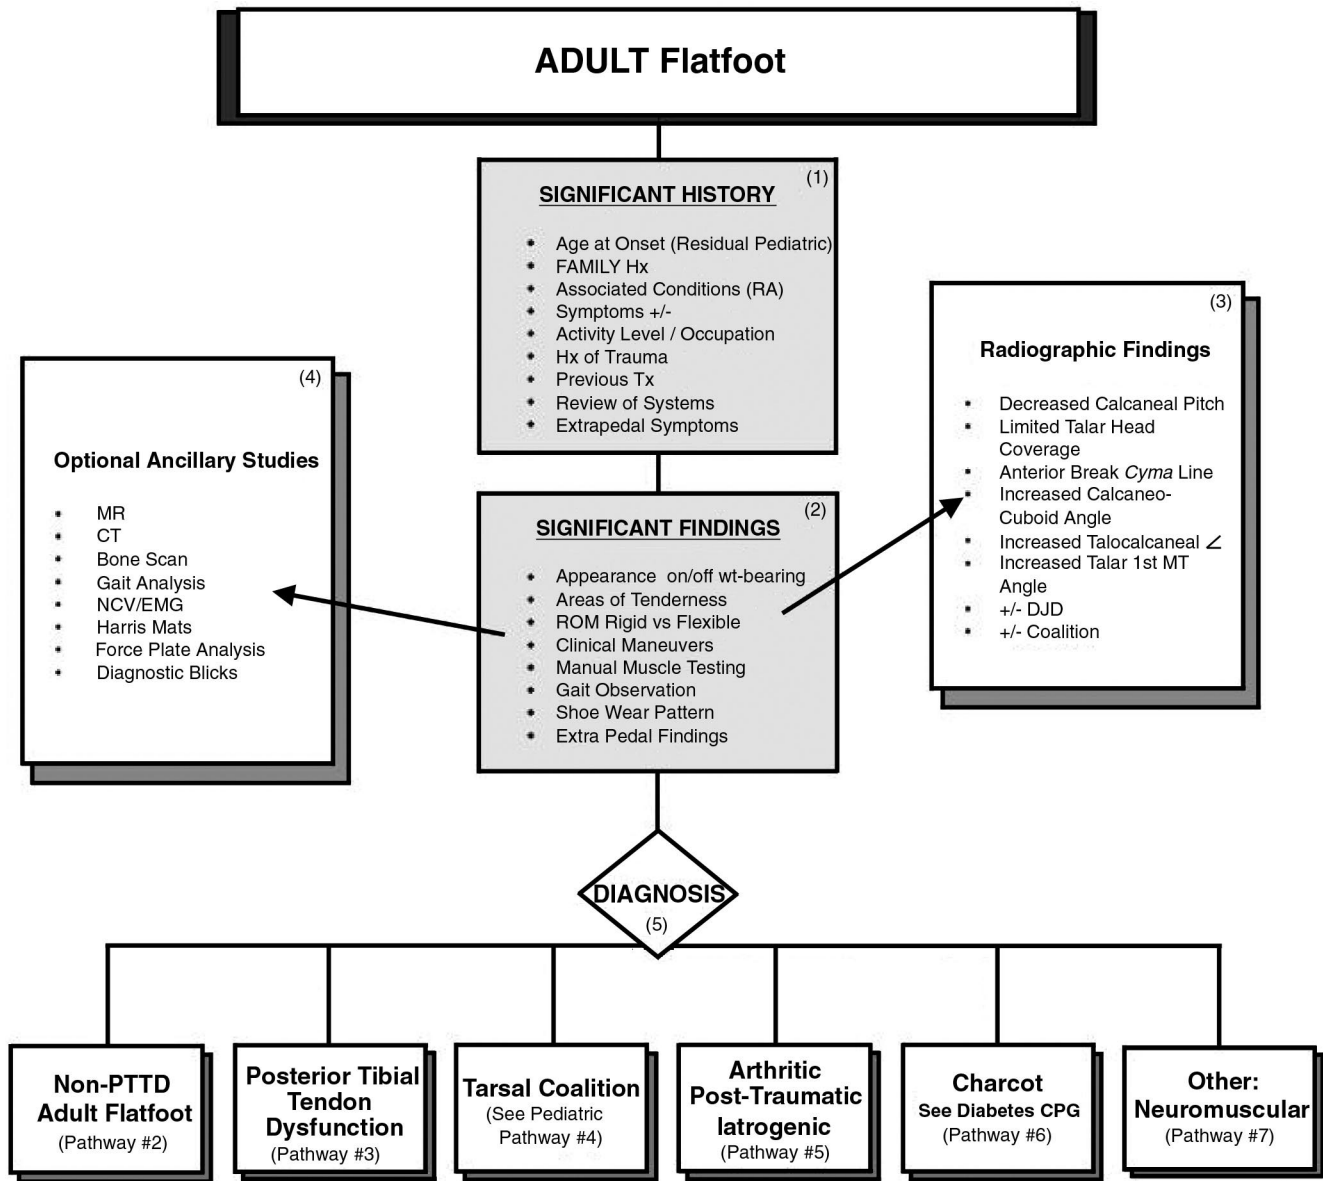 ADULT Flatfoot
(1)
SIGNIFICANT HISTORY
Age at Onset (Residual Pediatric)
FAMILY Hx
Associated Conditions (RA)
Symptoms +/-
Activity Level / Occupation
Hx of Trauma
Previous Tx
Review of Systems
Extrapedal Symptoms
(2)
SIGNIFICANT FINDINGS
Appearance on/off wt-bearing
Areas of Tenderness
ROM Rigid vs Flexible
Clinical Maneuvers
Manual Muscle Testing
Gait Observation
Shoe Wear Pattern
Extra Pedal Findings
(3)
Radiographic Findings
Decreased Calcaneal Pitch
Limited Talar Head
Coverage
Anterior Break Cyma Line
Increased Calcaneo-
Cuboid Angle
Increased Talocalcaneal ∠
Increased Talar 1st MT
Angle
+/- DJD
+/- Coalition
(4)
Optional Ancillary Studies
MR
CT
Bone Scan
Gait Analysis
NCV/EMG
Harris Mats
Force Plate Analysis
Diagnostic Blicks
DIAGNOSIS
(5)
Non-PTTD
Adult Flatfoot
(Pathway #2)
Posterior Tibial
Tendon
Dysfunction
(Pathway #3)
Tarsal Coalition
(See Pediatric
Pathway #4)
Arthritic
Post-Traumatic
Iatrogenic
(Pathway #5)
Charcot
See Diabetes CPG
(Pathway #6)
Other:
Neuromuscular
(Pathway #7)